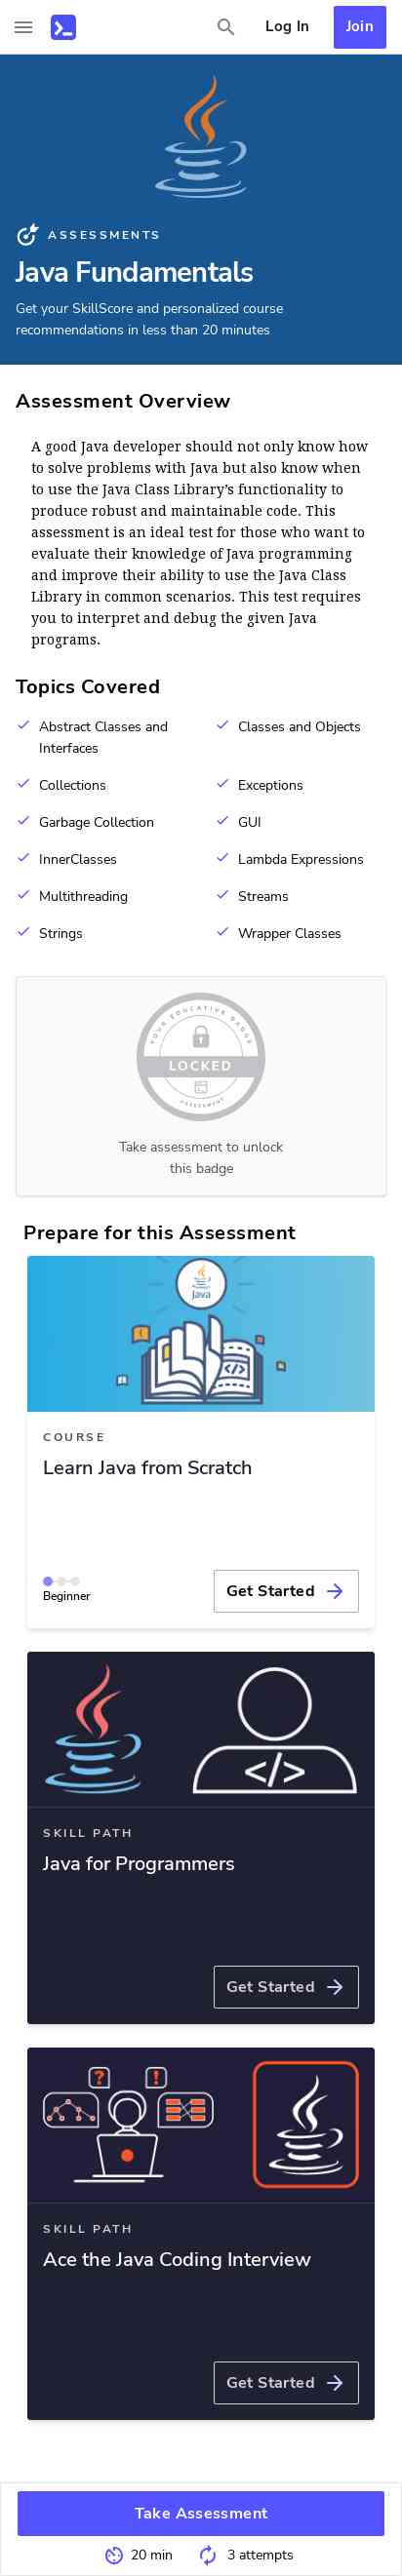 Log In
Join
ASSESSMENTS
Java Fundamentals
Get your SkillScore and personalized course
recommendations in less than 20 minutes
Assessment Overview
A good Java developer should not only know how
to solve problems with Java but also know when
to use the Java Class Library’s functionality to
produce robust and maintainable code. This
assessment is an ideal test for those who want to
evaluate their knowledge of Java programming
and improve their ability to use the Java Class
Library in common scenarios. This test requires
you to interpret and debug the given Java
programs.
Topics Covered
Abstract Classes and
Interfaces
Classes and Objects
Collections
Exceptions
Garbage Collection
GUI
InnerClasses
Lambda Expressions
Multithreading
Streams
Strings
Wrapper Classes
YOUR EDUCATIVE BADGE
LOCKED
ASSESSMENT
Take assessment to unlock
this badge
Prepare for this Assessment
Java
COURSE
Learn Java from Scratch
Beginner
Get Started
SKILL PATH
Java for Programmers
Get Started
? !
SKILL PATH
Ace the Java Coding Interview
Get Started
Take Assessment
20 min
3 attempts